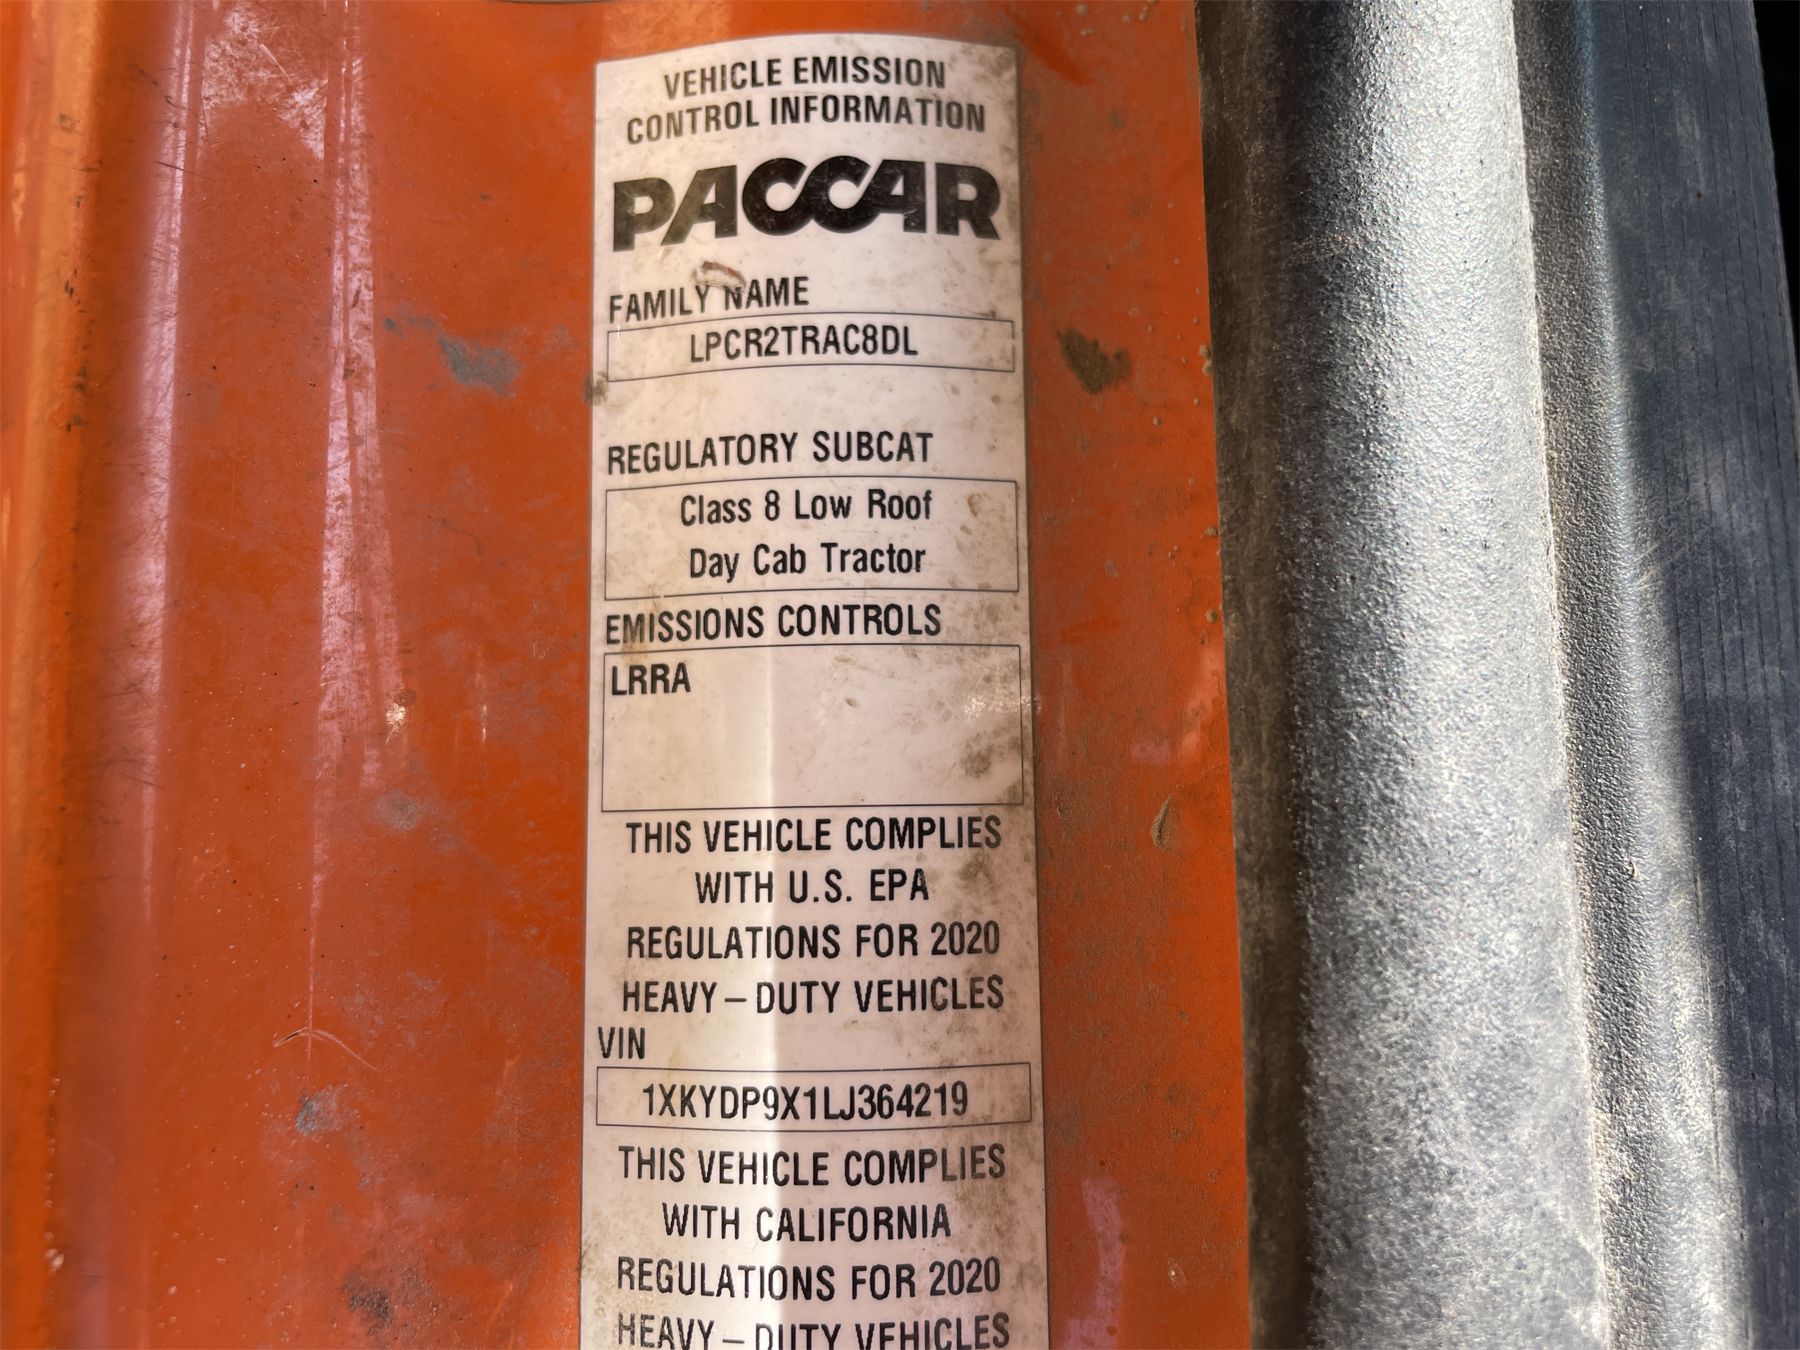 VEHICLE EMISSION
CONTROL INFORMATION
PACCAR
FAMILY NAME
LPCR2TRAC8DL
REGULATORY SUBCAT
Class 8 Low Roof
Day Cab Tractor
EMISSIONS CONTROLS
LRRA
THIS VEHICLE COMPLIES
WITH U.S. EPA
REGULATIONS FOR 2020
HEAVY – DUTY VEHICLES
VIN
1XKYDP9X1LJ364219
THIS VEHICLE COMPLIES
WITH CALIFORNIA
REGULATIONS FOR 2020
HEAVY – DUTY VEHICLES